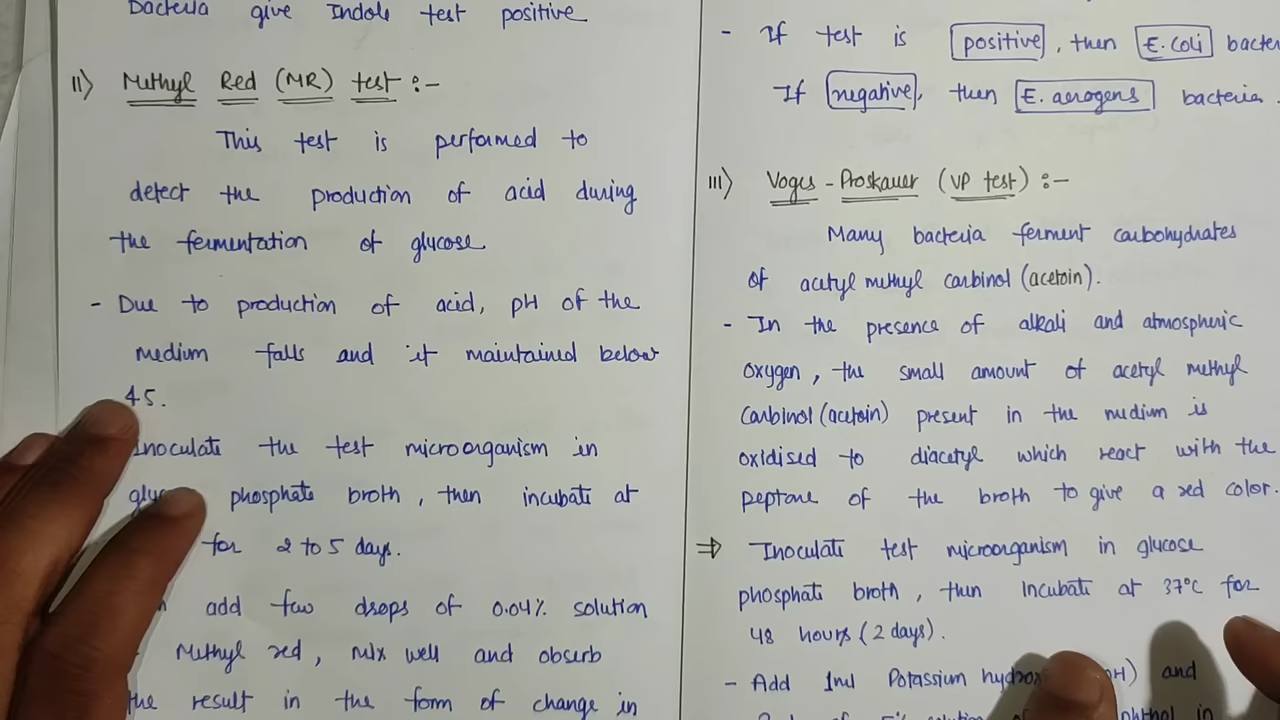 bacteria give Indole test positive
II) Methyl Red (MR) test :-
This test is performed to
detect the production of acid during
the fermentation of glucose
- Due to production of acid, pH of the
medium falls and it maintained below
45.
Inoculate the test microorganism in
phosphate broth, then incubate at
for 2 to 5 days.
add few drops of 0.04% solution
Methyl red, mix well and obserb
the result in the form of change in
- If test is positive, then E. Coli bacte
If negative, then E. aerogens bacteria.
III) Voges - Proskauer (VP test) :-
Many bacteria ferment carbohydrates
of acetyl methyl carbinol (acetoin).
- In the presence of alkali and atmospheric
oxygen, the small amount of acetyl methyl
Carbinol (acetoin) present in the medium is
oxidised to diacetyl which react with the
peptone of the broth to give a red color.
⇒ Inoculate test microorganism in glucose
phosphate broth, then Incubate at 37°C for
48 hours (2 days).
- Add 1ml Potassium and
solution